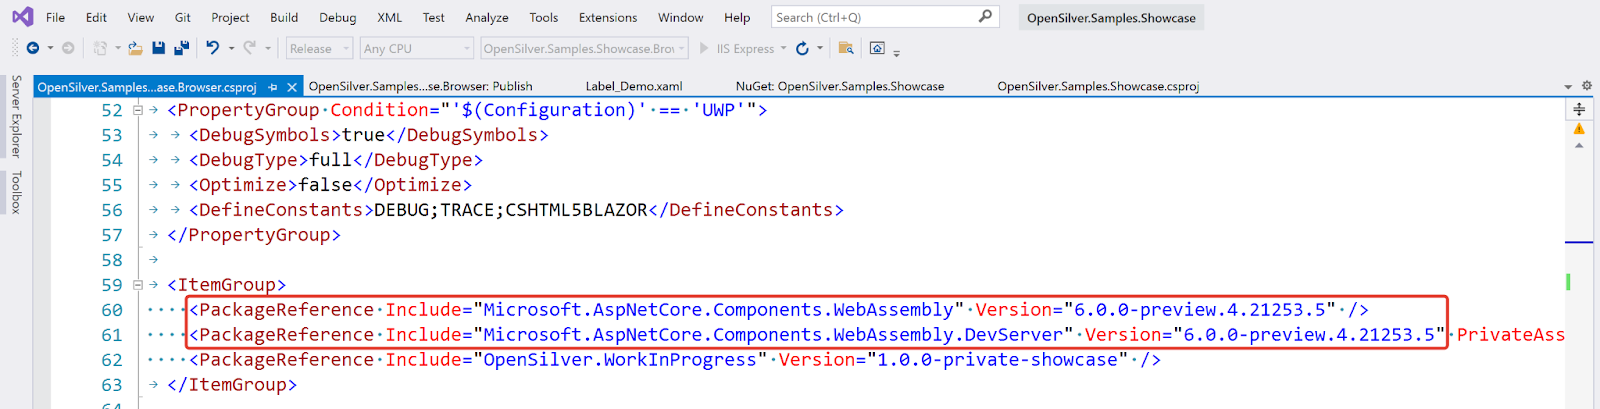 File Edit View Git Project Build Debug XML Test Analyze Tools Extensions Window Help Search (Ctrl+Q) OpenSilver.Samples.Showcase
Release Any CPU OpenSilver.Samples.Showcase.Brow IIS Express
OpenSilver.Samples...ase.Browser.csproj OpenSilver.Samples...se.Browser: Publish Label_Demo.xaml NuGet: OpenSilver.Samples.Showcase OpenSilver.Samples.Showcase.csproj
Server Explorer
Toolbox
52 <PropertyGroup Condition="'$(Configuration)' == 'UWP'">
53 <DebugSymbols>true</DebugSymbols>
54 <DebugType>full</DebugType>
55 <Optimize>false</Optimize>
56 <DefineConstants>DEBUG;TRACE;CSHTML5BLAZOR</DefineConstants>
57 </PropertyGroup>
58
59 <ItemGroup>
60 <PackageReference Include="Microsoft.AspNetCore.Components.WebAssembly" Version="6.0.0-preview.4.21253.5" />
61 <PackageReference Include="Microsoft.AspNetCore.Components.WebAssembly.DevServer" Version="6.0.0-preview.4.21253.5" PrivateAss
62 <PackageReference Include="OpenSilver.WorkInProgress" Version="1.0.0-private-showcase" />
63 </ItemGroup>
64